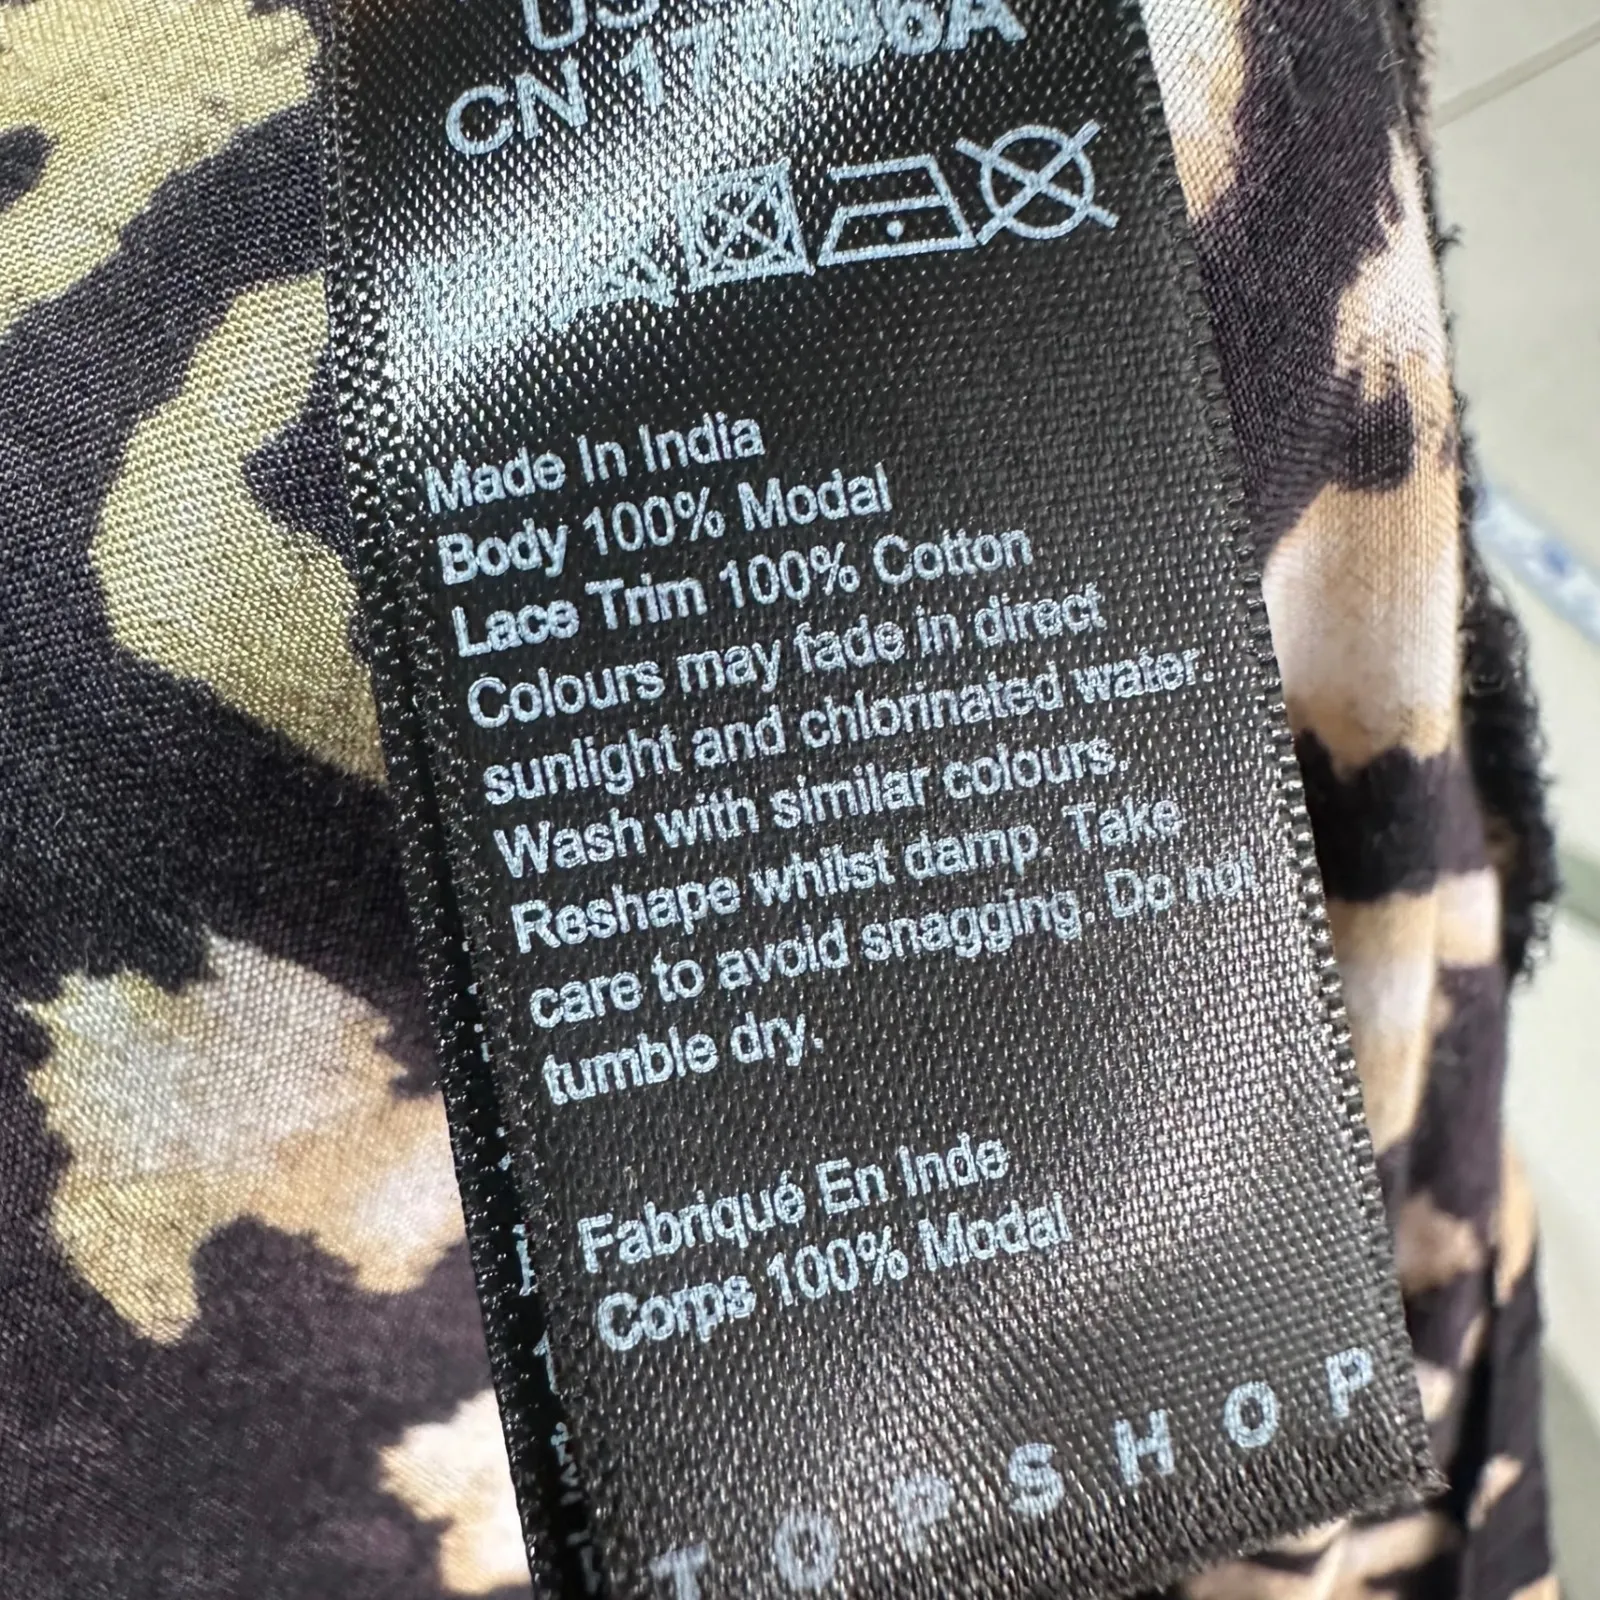 US
CN
Made In India
Body 100% Modal
Lace Trim 100% Cotton
Colours may fade in direct
sunlight and chlorinated water.
Wash with similar colours.
Reshape whilst damp. Take
care to avoid snagging. Do not
tumble dry.
Fabriqué En Inde
Corps 100% Modal
TOPSHOP